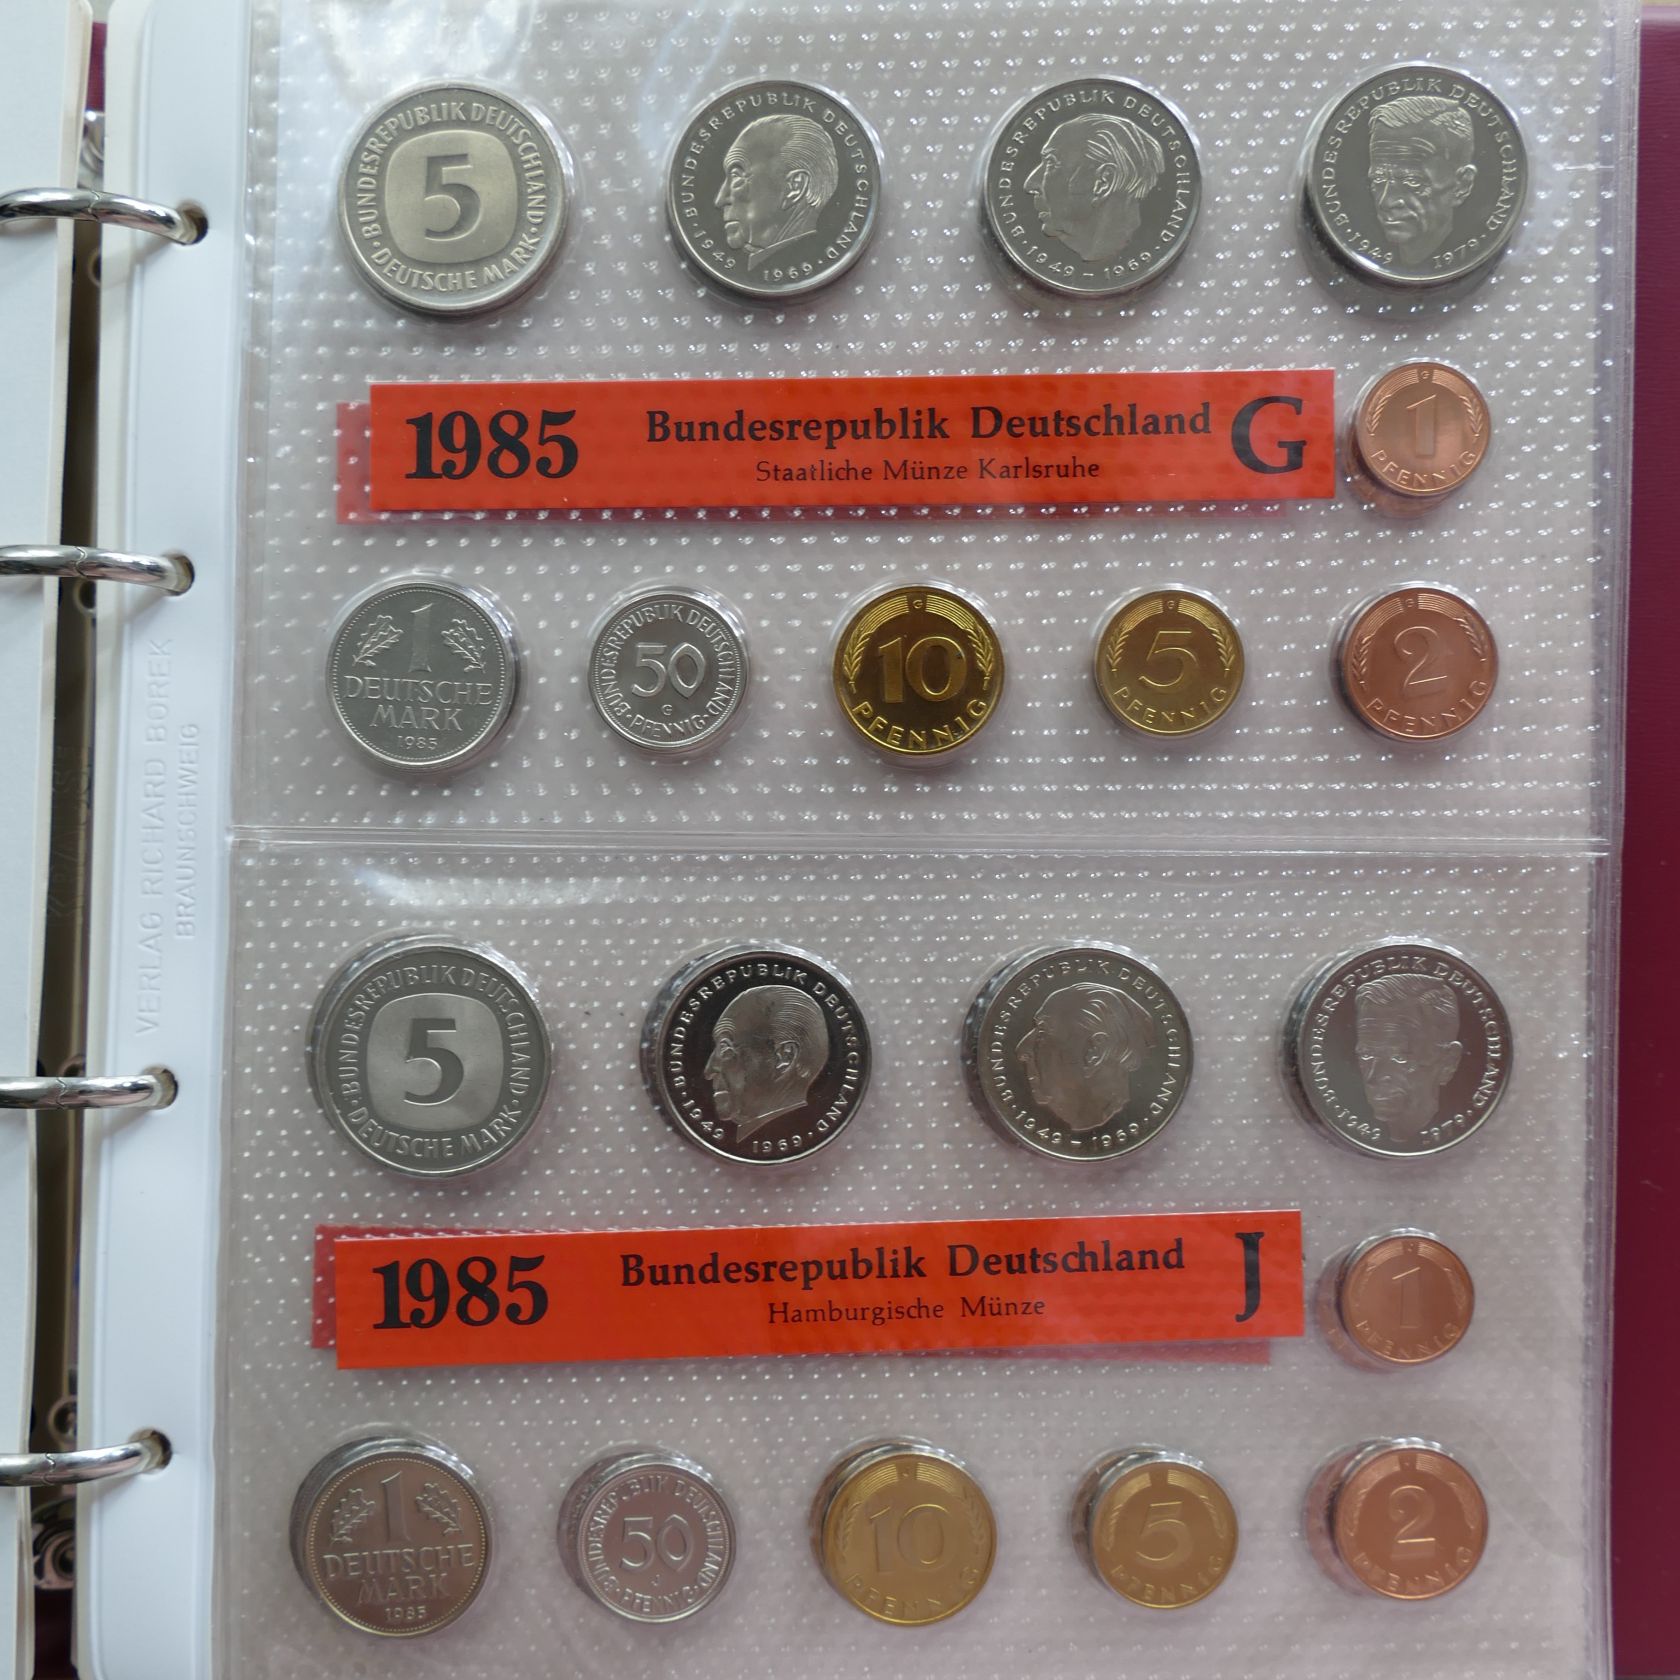 BUNDESREPUBLIK DEUTSCHLAND · DEUTSCHE MARK ·
5
· BUNDESREPUBLIK DEUTSCHLAND · 1949 1969
· BUNDESREPUBLIK DEUTSCHLAND · 1949 – 1969
· BUNDESREPUBLIK DEUTSCHLAND · 1949 1979
1985 Bundesrepublik Deutschland G
Staatliche Münze Karlsruhe
G
1
PFENNIG
1
DEUTSCHE
MARK
1985
BUNDESREPUBLIK DEUTSCHLAND · PFENNIG ·
50
G
G
10
PFENNIG
G
5
PFENNIG
G
2
PFENNIG
VERLAG RICHARD BOREK
BRAUNSCHWEIG
BUNDESREPUBLIK DEUTSCHLAND · DEUTSCHE MARK ·
5
· BUNDESREPUBLIK DEUTSCHLAND · 1949 1969
· BUNDESREPUBLIK DEUTSCHLAND · 1949 – 1969
· BUNDESREPUBLIK DEUTSCHLAND · 1949 1979
1985 Bundesrepublik Deutschland J
Hamburgische Münze
1
PFENNIG
1
DEUTSCHE
MARK
1985
BUNDESREPUBLIK DEUTSCHLAND · PFENNIG ·
50
10
PFENNIG
5
PFENNIG
2
PFENNIG